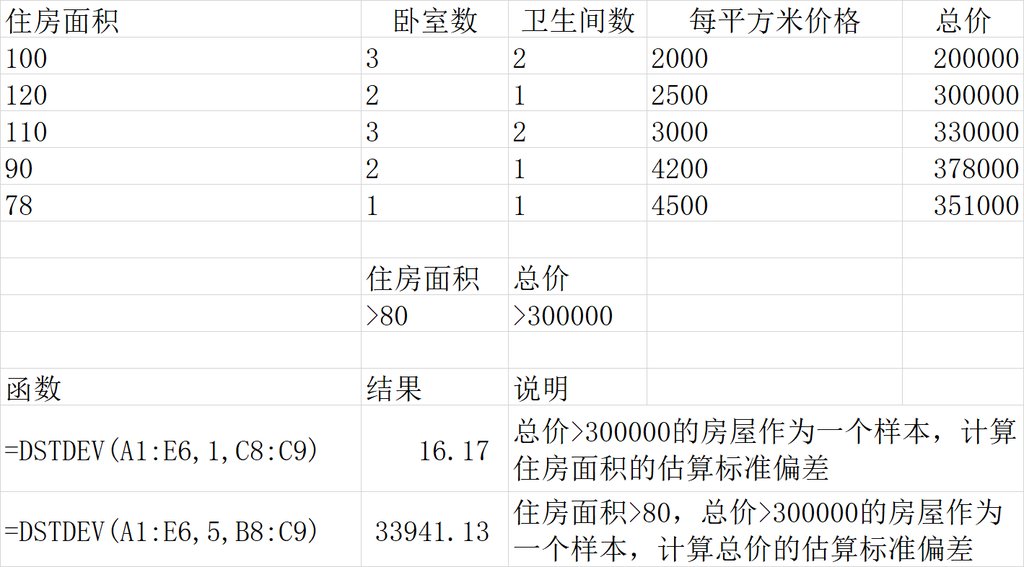 住房面积 卧室数 卫生间数 每平方米价格 总价
100 3 2 2000 200000
120 2 1 2500 300000
110 3 2 3000 330000
90 2 1 4200 378000
78 1 1 4500 351000
住房面积 总价
>80 >300000
函数 结果 说明
=DSTDEV(A1:E6,1,C8:C9) 16.17 总价>300000的房屋作为一个样本，计算
住房面积的估算标准偏差
=DSTDEV(A1:E6,5,B8:C9) 33941.13 住房面积>80，总价>300000的房屋作为
一个样本，计算总价的估算标准偏差